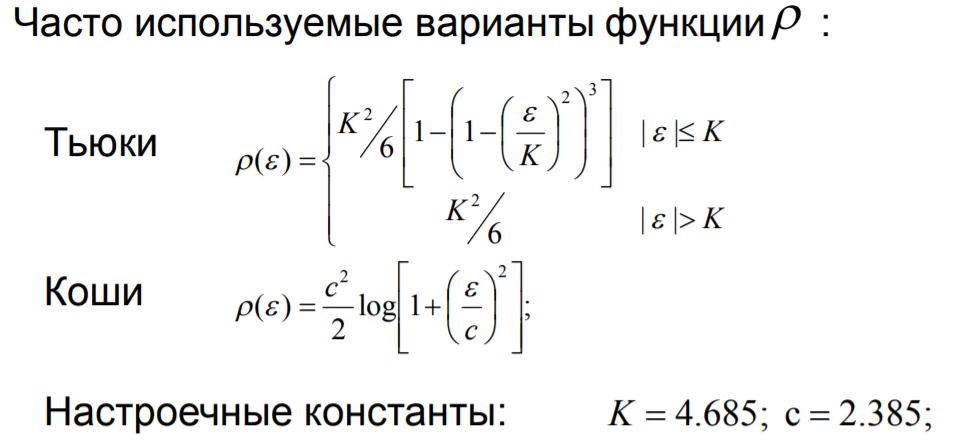 Часто используемые варианты функции ρ :
Тьюки ρ(ε) = { K²/6 [1−(1−(ε/K)²)³] |ε|≤ K
K²/6 |ε|> K
Коши ρ(ε) = c²/2 log[1+(ε/c)²];
Настроечные константы: K = 4.685; c = 2.385;